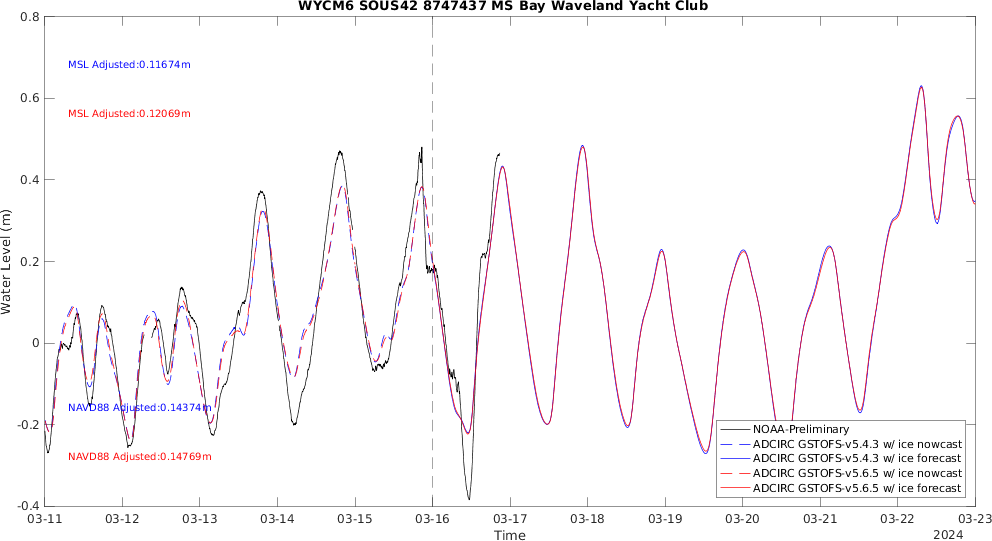 WYCM6 SOUS42 8747437 MS Bay Waveland Yacht Club
Water Level (m)
0.8
0.6
0.4
0.2
0
-0.2
-0.4
MSL Adjusted:0.11674m
MSL Adjusted:0.12069m
NAVD88 Adjusted:0.14374m
NAVD88 Adjusted:0.14769m
NOAA-Preliminary
ADCIRC GSTOFS-v5.4.3 w/ ice nowcast
ADCIRC GSTOFS-v5.4.3 w/ ice forecast
ADCIRC GSTOFS-v5.6.5 w/ ice nowcast
ADCIRC GSTOFS-v5.6.5 w/ ice forecast
03-11 03-12 03-13 03-14 03-15 03-16 03-17 03-18 03-19 03-20 03-21 03-22 03-23
Time
2024